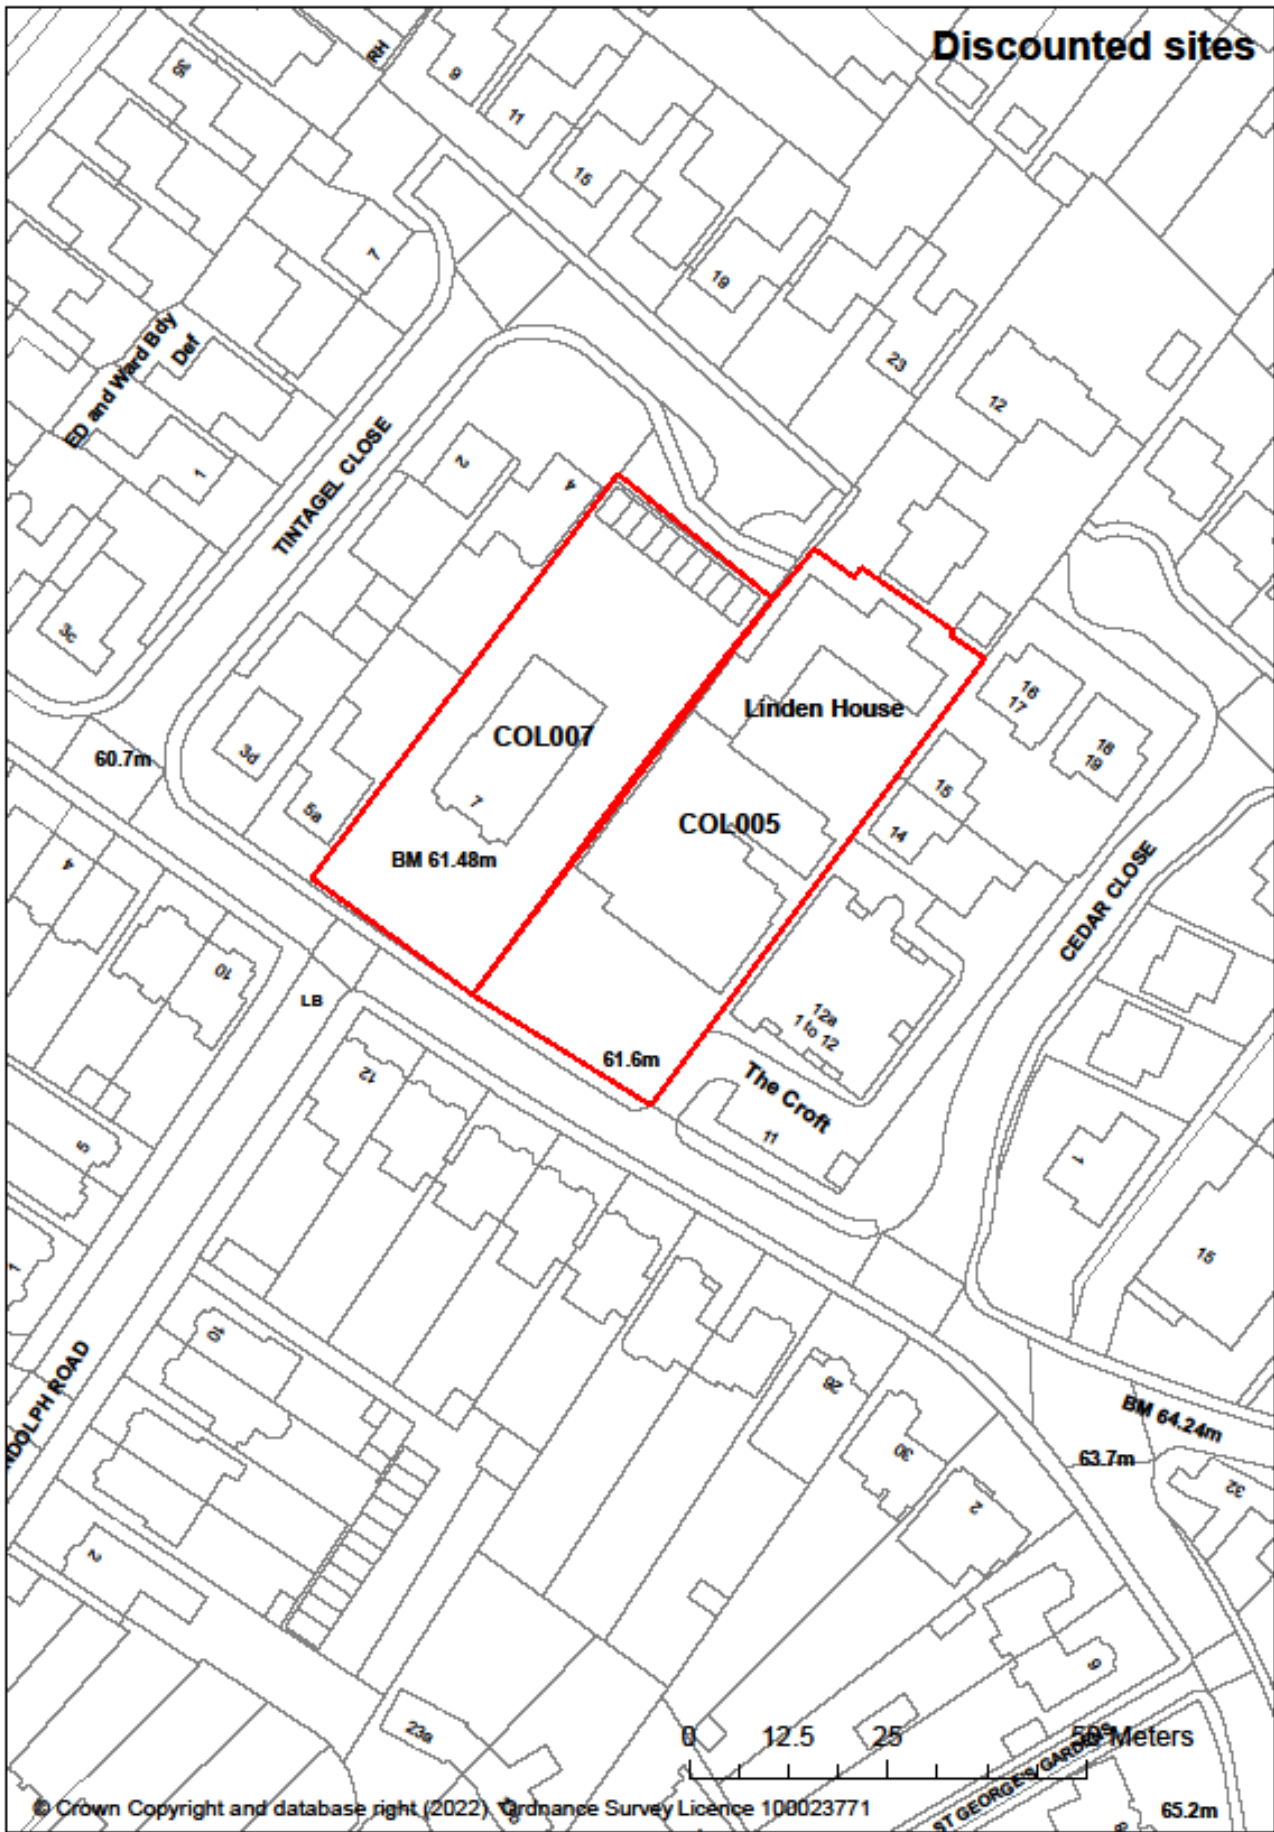 Discounted sites
RH
35
9
11
15
7
19
ED and Ward Bdy
Def
23
12
TINTAGEL CLOSE
2
4
1
3c
16
17
Linden House
18
19
COL007
60.7m
3d
15
7
5a
COL005
14
BM 61.48m
4
CEDAR CLOSE
10
LB
12a
1 to 12
61.6m
12
The Croft
11
5
1
15
1
10
NDOLPH ROAD
28
BM 64.24m
30
63.7m
32
2
2
9
23a
0 12.5 25 50 Meters
ST GEORGE'S GARDENS
© Crown Copyright and database right (2022). Ordnance Survey Licence 100023771
65.2m